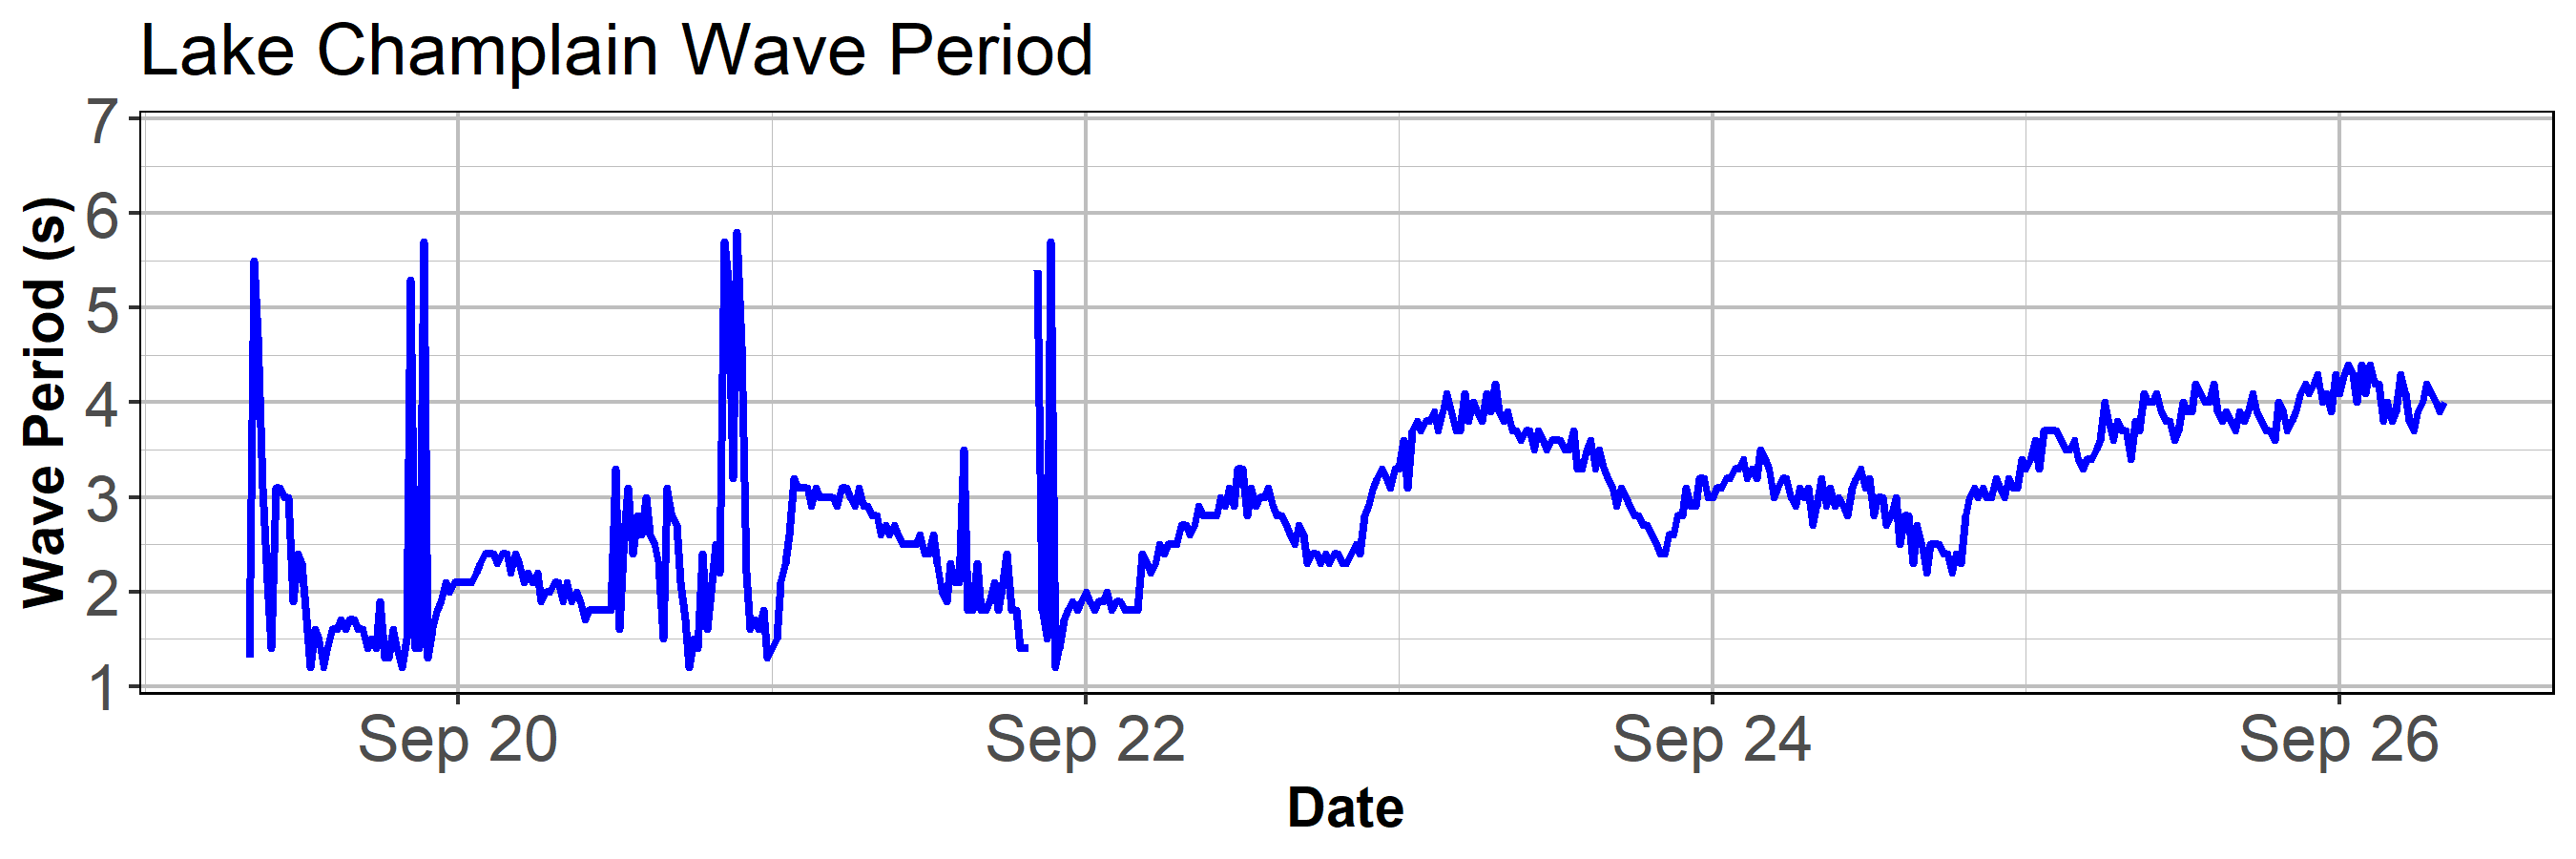 Lake Champlain Wave Period
Wave Period (s)
7
6
5
4
3
2
1
Sep 20
Sep 22
Sep 24
Sep 26
Date